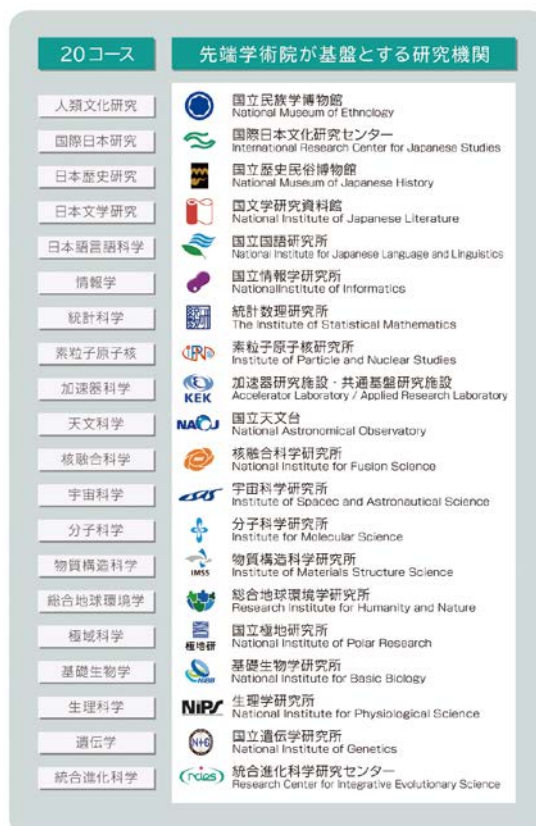 20コース
先端学術院が基盤とする研究機関
人類文化研究
国立民族学博物館
National Museum of Ethnology
国際日本研究
国際日本文化研究センター
International Research Center for Japanese Studies
日本歴史研究
国立歴史民俗博物館
National Museum of Japanese History
日本文学研究
国文学研究資料館
National Institute of Japanese Literature
日本語言語科学
国立国語研究所
National Institute for Japanese Language and Linguistics
情報学
国立情報学研究所
NationalInstitute of Informatics
統計科学
統計数理研究所
The Institute of Statistical Mathematics
素粒子原子核
素粒子原子核研究所
Institute of Particle and Nuclear Studies
加速器科学
KEK
加速器研究施設・共通基盤研究施設
Accelerator Laboratory / Applied Research Laboratory
天文科学
NAOJ
国立天文台
National Astronomical Observatory
核融合科学
核融合科学研究所
National Institute for Fusion Science
宇宙科学
宇宙科学研究所
Institute of Spacec and Astronautical Science
分子科学
分子科学研究所
Institute for Molecular Science
物質構造科学
IMSS
物質構造科学研究所
Institute of Materials Structure Science
総合地球環境学
総合地球環境学研究所
Research Institute for Humanity and Nature
極域科学
極地研
国立極地研究所
National Institute of Polar Research
基礎生物学
基礎生物学研究所
National Institute for Basic Biology
生理科学
NiPS
生理学研究所
National Institute for Physiological Science
遺伝学
国立遺伝学研究所
National Institute of Genetics
統合進化科学
rcies
統合進化科学研究センター
Research Center for Integrative Evolutionary Science